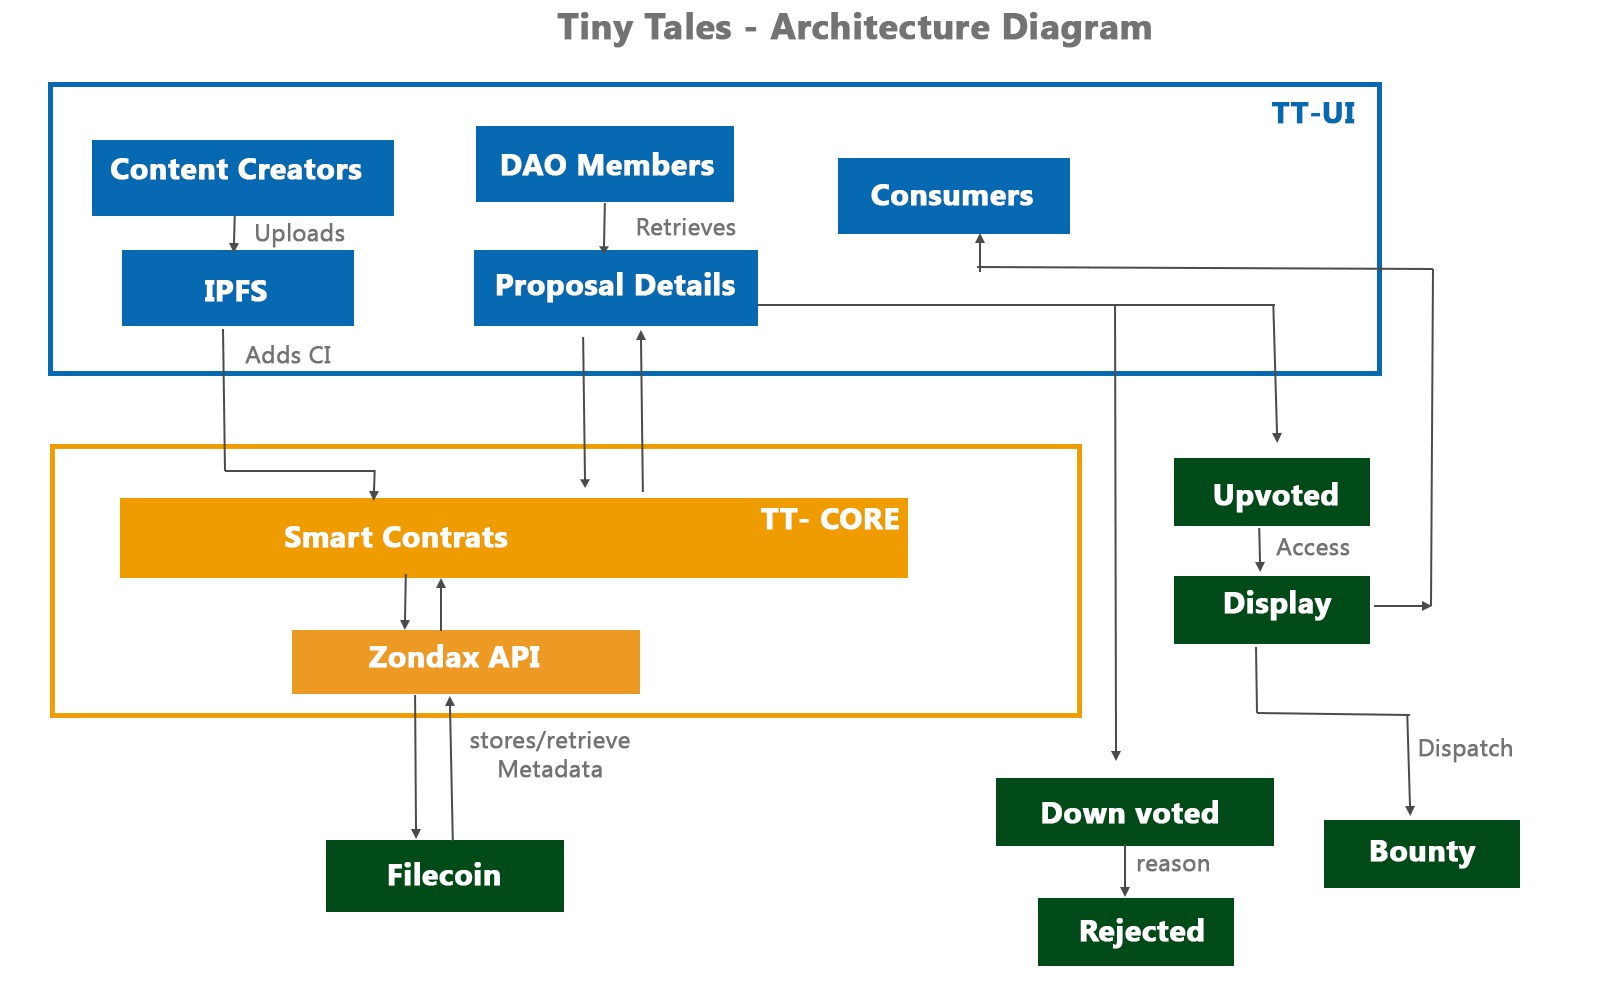 Tiny Tales - Architecture Diagram
TT-UI
Content Creators
DAO Members
Consumers
Uploads
Retrieves
IPFS
Proposal Details
Adds CI
Smart Contrats
TT- CORE
Upvoted
Access
Display
Zondax API
stores/retrieve
Metadata
Dispatch
Down voted
Bounty
reason
Filecoin
Rejected